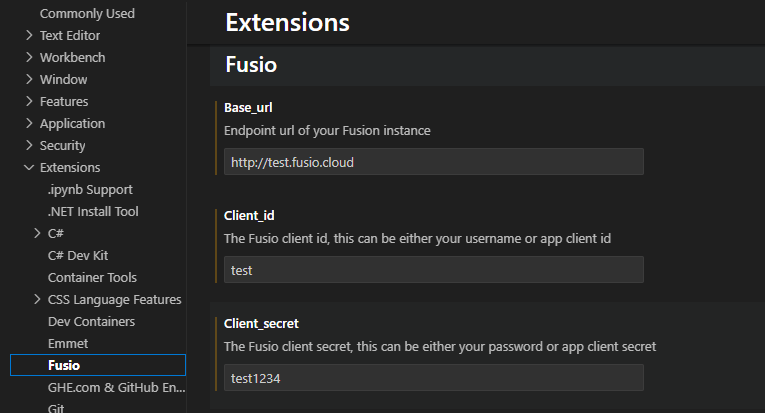 Commonly Used
Text Editor
Workbench
Window
Features
Application
Security
Extensions
.ipynb Support
.NET Install Tool
C#
C# Dev Kit
Container Tools
CSS Language Features
Dev Containers
Emmet
Fusio
GHE.com & GitHub En...
Git
Extensions
Fusio
Base_url
Endpoint url of your Fusion instance
http://test.fusio.cloud
Client_id
The Fusio client id, this can be either your username or app client id
test
Client_secret
The Fusio client secret, this can be either your password or app client secret
test1234